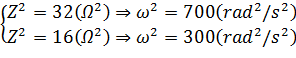 Z² = 32(Ω²) ⇒ ω² = 700(rad²/s²)
Z² = 16(Ω²) ⇒ ω² = 300(rad²/s²)